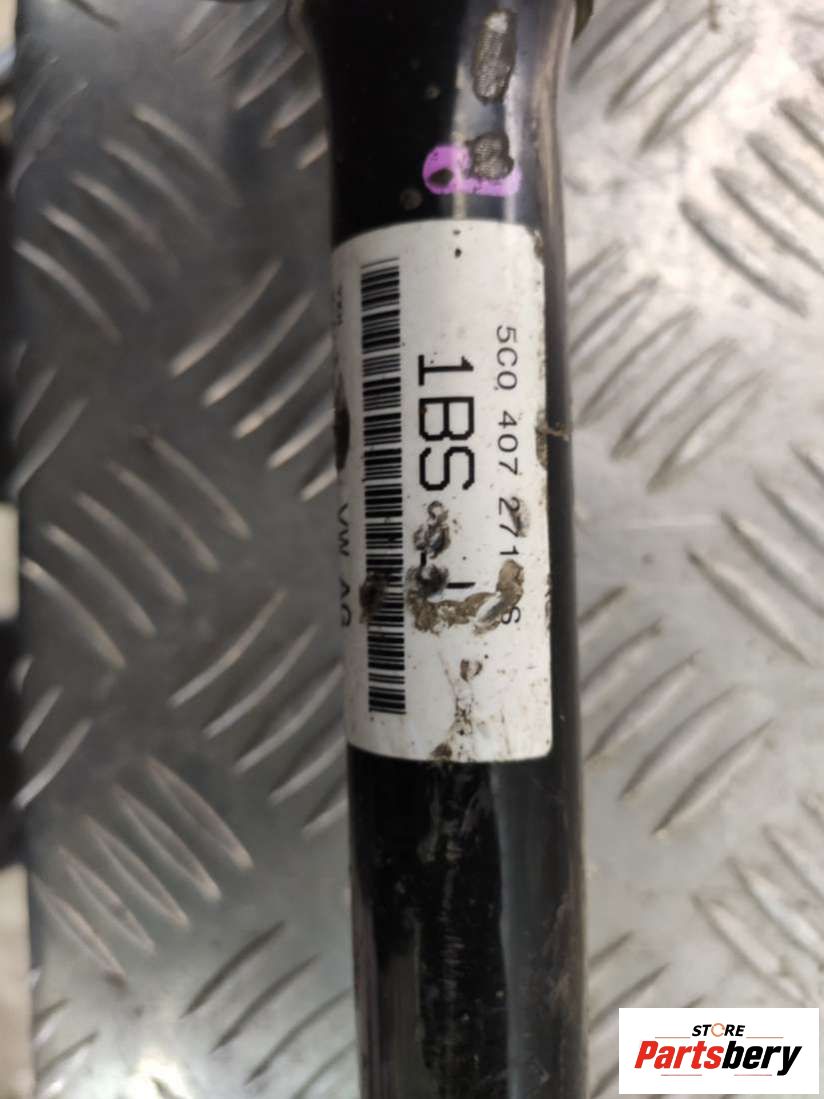 5C0 407 271 S
1BS
VW AG
STORE
Partsbery